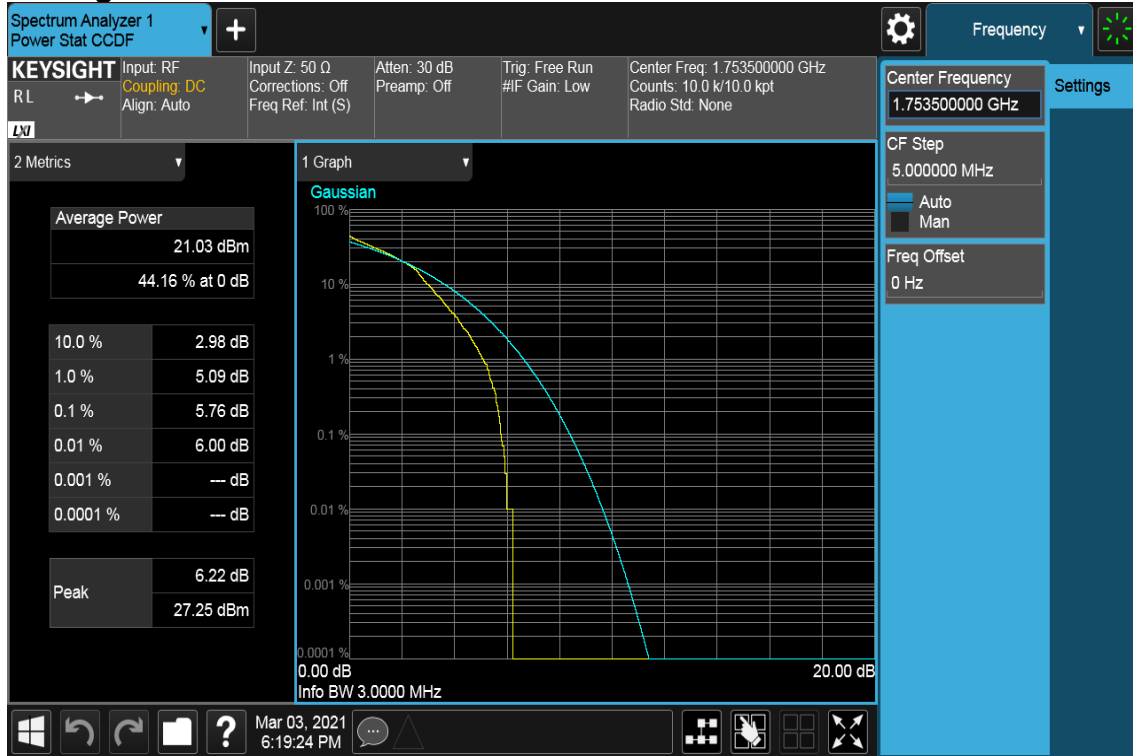 Spectrum Analyzer 1
Power Stat CCDF
+
Frequency
KEYSIGHT
RL
LXI
Input: RF
Coupling: DC
Align: Auto
Input Z: 50 Ω
Corrections: Off
Freq Ref: Int (S)
Atten: 30 dB
Preamp: Off
Trig: Free Run
#IF Gain: Low
Center Freq: 1.753500000 GHz
Counts: 10.0 k/10.0 kpt
Radio Std: None
Center Frequency
1.753500000 GHz
Settings
CF Step
5.000000 MHz
Auto
Man
Freq Offset
0 Hz
2 Metrics
Average Power
21.03 dBm
44.16 % at 0 dB
10.0 % 2.98 dB
1.0 % 5.09 dB
0.1 % 5.76 dB
0.01 % 6.00 dB
0.001 % --- dB
0.0001 % --- dB
Peak
6.22 dB
27.25 dBm
1 Graph
Gaussian
100 %
10 %
1 %
0.1 %
0.01 %
0.001 %
0.0001 %
0.00 dB 20.00 dB
Info BW 3.0000 MHz
?
Mar 03, 2021
6:19:24 PM